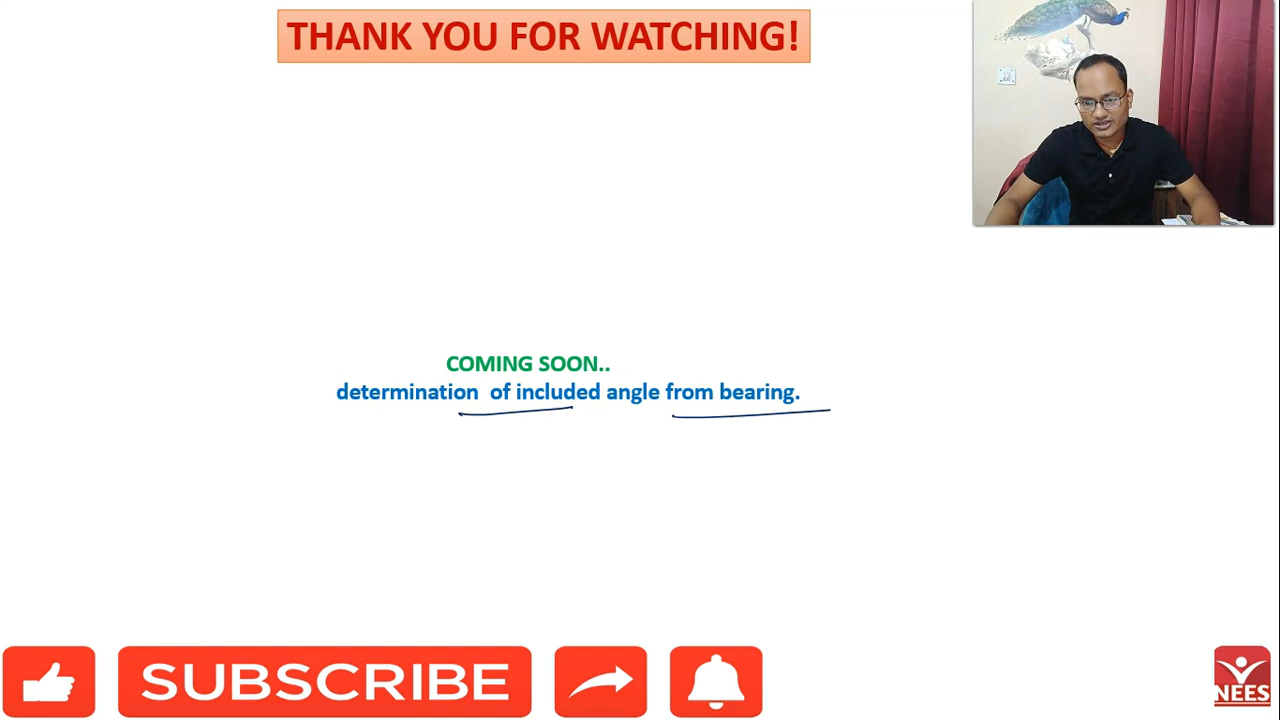 THANK YOU FOR WATCHING!
COMING SOON..
determination of included angle from bearing.
SUBSCRIBE
NEES